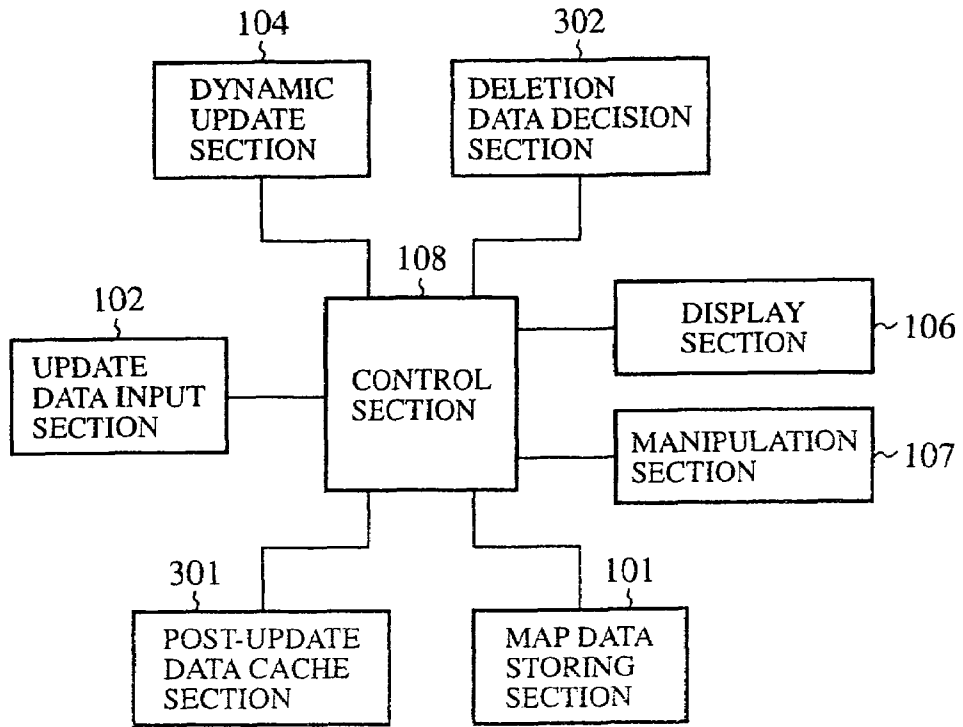 104
DYNAMIC
UPDATE
SECTION
302
DELETION
DATA DECISION
SECTION
108
CONTROL
SECTION
102
UPDATE
DATA INPUT
SECTION
DISPLAY
SECTION
106
MANIPULATION
SECTION
107
301
POST-UPDATE
DATA CACHE
SECTION
101
MAP DATA
STORING
SECTION